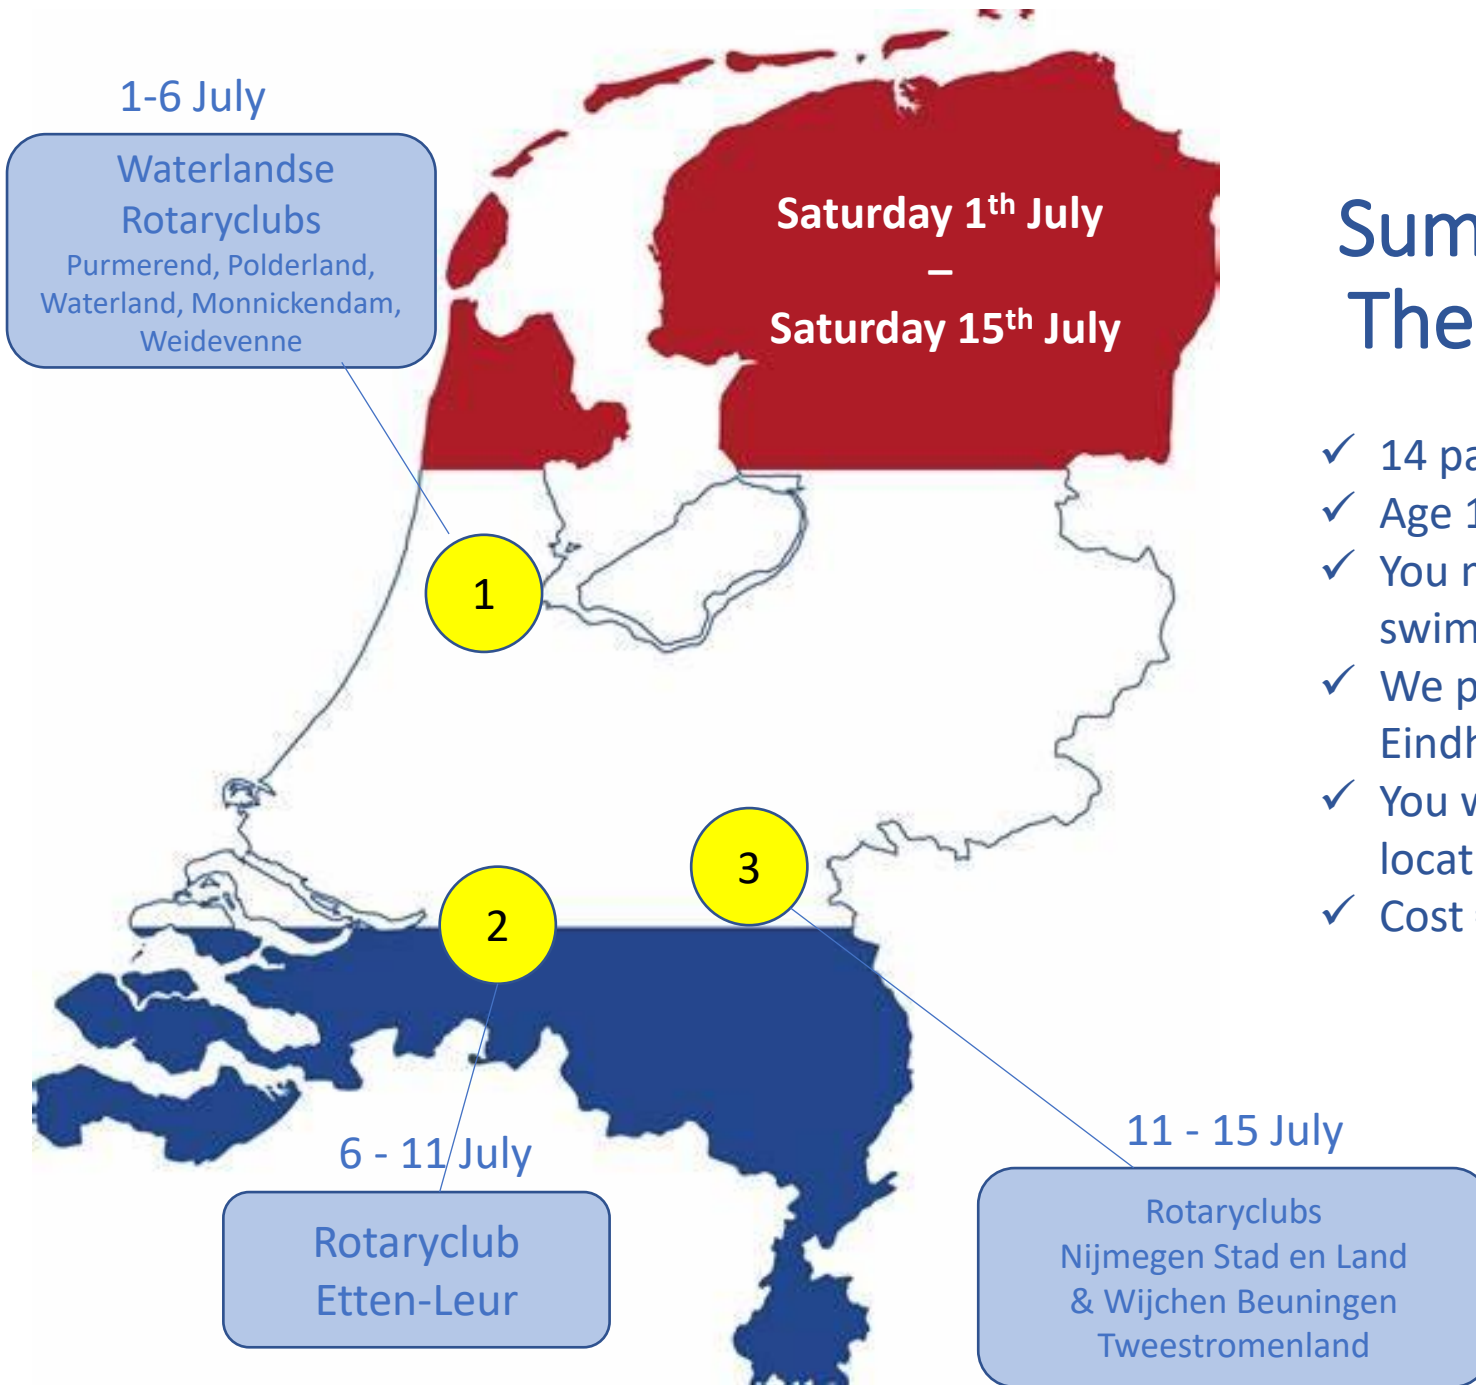 1-6 July
Waterlandse
Rotaryclubs
Purmerend, Polderland,
Waterland, Monnickendam,
Weidevenne
Saturday 1th July
–
Saturday 15th July
1
2
3
6 - 11 July
Rotaryclub
Etten-Leur
11 - 15 July
Rotaryclubs
Nijmegen Stad en Land
& Wijchen Beuningen
Tweestromenland
Sum
The
✓ 14 pa
✓ Age 1
✓ You
swim
✓ We p
Eindh
✓ You
locat
✓ Cost